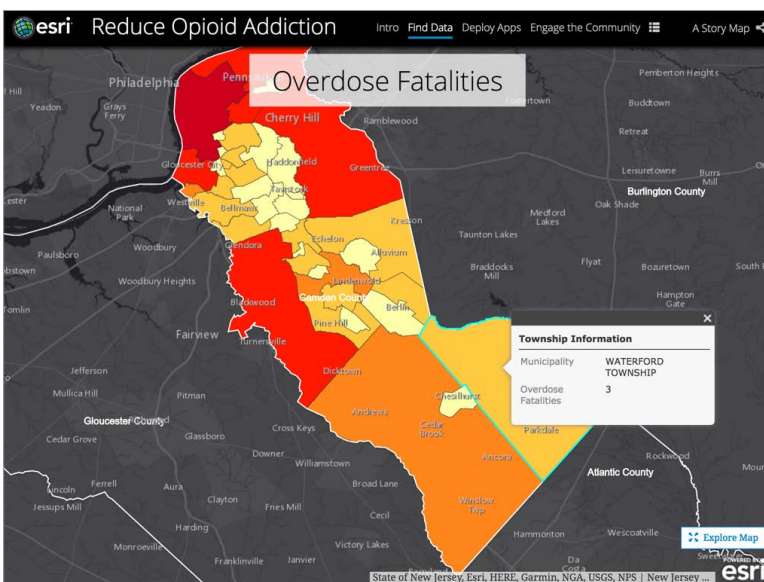 esri Reduce Opioid Addiction Intro Find Data Deploy Apps Engage the Community A Story Map
Overdose Fatalities
Philadelphia
Pemberton Heights
Hill
Yeadon
Grays
Ferry
Buddtown
Cherry Hill
Ramblewood
Retreat
Gloucester City
Haddonfield
Greentree
Leisuretowne
Burrs
Mill
Burlington County
Tavistock
Oak Shade
National
Park
Westville
Bellmawr
Kresson
Medford
Lakes
Woodbury
Glendora
Echelon
Taunton Lakes
Paulsboro
Alluvium
Flyat
Bozuretown
Woodbury Heights
Lindenwold
Braddocks
Mill
Camden County
Blackwood
Berlin
Hampton
Gate
Pine Hill
Fairview
Turnersville
Township Information
Municipality WATERFORD
TOWNSHIP
Overdose
Fatalities 3
Jefferson
Dicktown
Mullica Hill
Pitman
Chesilhurst
Andrews
Gloucester County
Cedar
Brook
Parkdale
Cross Keys
Cedar Grove
Glassboro
Downer
Williamstown
Ancora
Rockwood
Atlantic County
Ferrell
Aura
Broad Lane
Lincoln
Jessups Mill
Clayton
Fries Mill
Winslow
Twp
Cecil
Harding
Hammonton
Wescoatville
Explore Map
Monroeville
Victory Lakes
Franklinville
Janvier
Da
Costa
POWERED BY
esri
State of New Jersey, Esri, HERE, Garmin, NGA, USGS, NPS | New Jersey ...